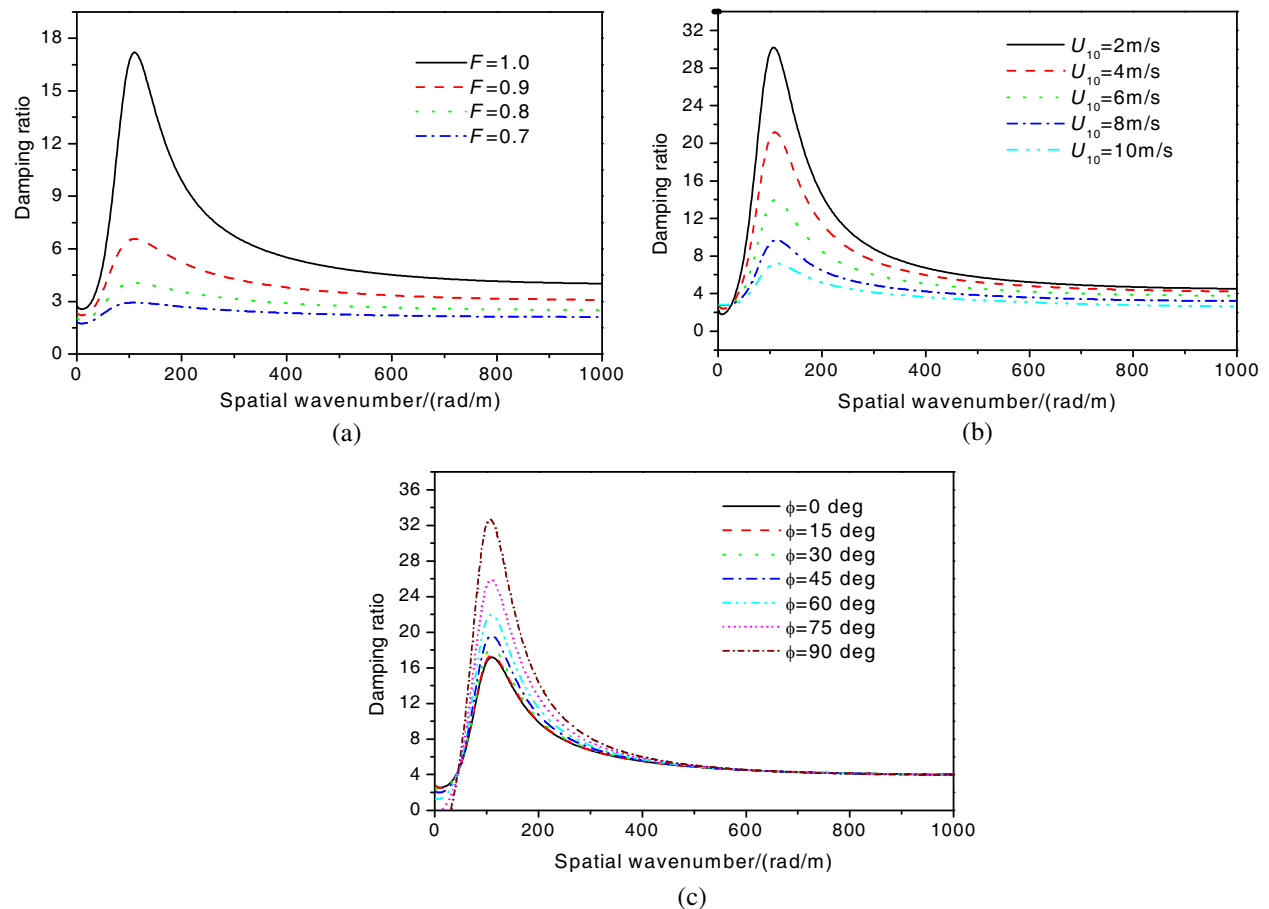 18
15
12
9
6
3
0
Damping ratio
F=1.0
F=0.9
F=0.8
F=0.7
0 200 400 600 800 1000
Spatial wavenumber/(rad/m)
(a)
32
28
24
20
16
12
8
4
0
Damping ratio
U10=2m/s
U10=4m/s
U10=6m/s
U10=8m/s
U10=10m/s
0 200 400 600 800 1000
Spatial wavenumber/(rad/m)
(b)
36
32
28
24
20
16
12
8
4
0
Damping ratio
ϕ=0 deg
ϕ=15 deg
ϕ=30 deg
ϕ=45 deg
ϕ=60 deg
ϕ=75 deg
ϕ=90 deg
0 200 400 600 800 1000
Spatial wavenumber/(rad/m)
(c)